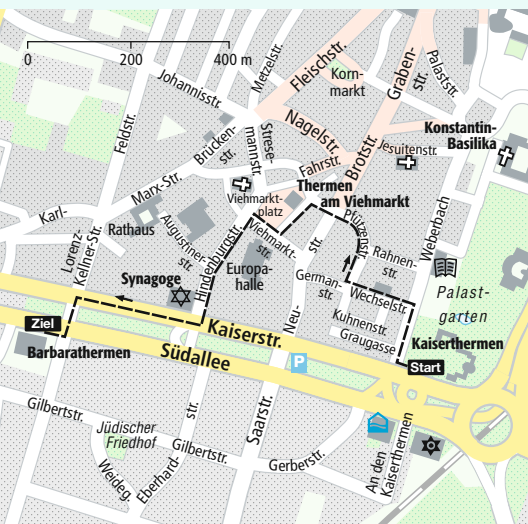 0 200 400 m
0
Johannisstr.
Metzelstr.
Fleischstr.
Korn-
markt
Graben-
str.
Palaststr.
Feldstr.
Brücken-
str.
Strese-
mannstr.
Nagelstr.
Fahrstr.
Brotstr.
Jesuitenstr.
Konstantin-
Basilika
Karl-
Marx-Str.
Viehmarkt-
platz
Thermen
am Viehmarkt
Rathaus
Augustiner-
str.
Hindenburgstr.
Viehmarkt-
str.
Pfützenstr.
Weberbach
Lorenz-
Kellner-Str.
Synagoge
Europa-
halle
Neu-
str.
German-
str.
Rahnen-
str.
Wechselstr.
Palast-
garten
Kuhnenstr.
Graugasse
Kaiserthermen
Start
Ziel
Barbarathermen
Kaiserstr.
Südallee
P
Gilbertstr.
Jüdischer
Friedhof
Gilbertstr.
Weideg.
Eberhard-
str.
Saarstr.
Gerberstr.
An den
Kaiserthermen